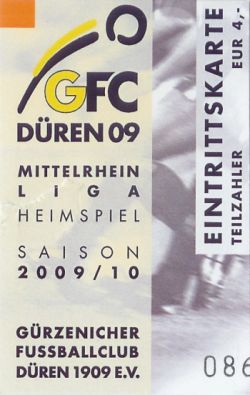 GFC
DÜREN 09
MITTELRHEIN
LIGA
HEIMSPIEL
SAISON
2009/10
GÜRZENICHER
FUSSBALLCLUB
DÜREN 1909 E.V.
EINTRITTSKARTE
TEILZAHLER EUR 4,-
086